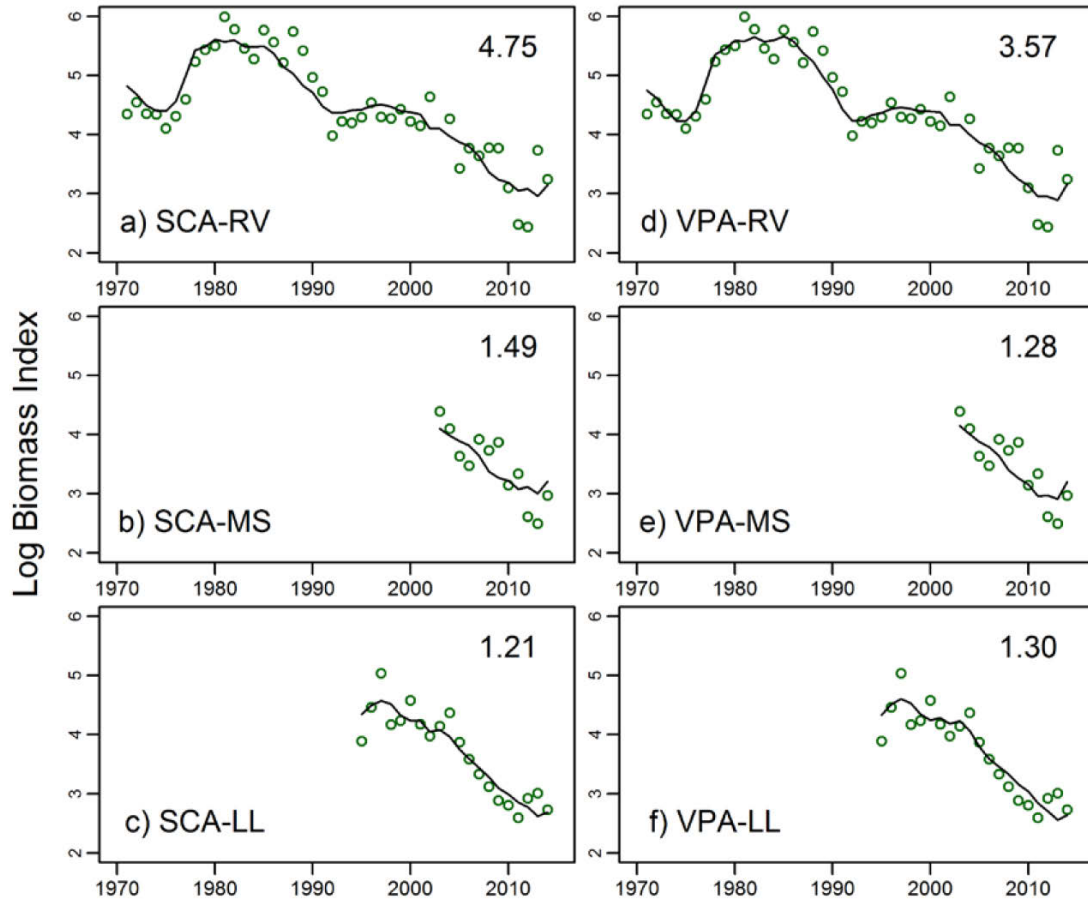 Log Biomass Index
6
5
4
3
2
4.75
a) SCA-RV
1970 1980 1990 2000 2010
6
5
4
3
2
3.57
d) VPA-RV
1970 1980 1990 2000 2010
6
5
4
3
2
1.49
b) SCA-MS
1970 1980 1990 2000 2010
6
5
4
3
2
1.28
e) VPA-MS
1970 1980 1990 2000 2010
6
5
4
3
2
1.21
c) SCA-LL
1970 1980 1990 2000 2010
6
5
4
3
2
1.30
f) VPA-LL
1970 1980 1990 2000 2010